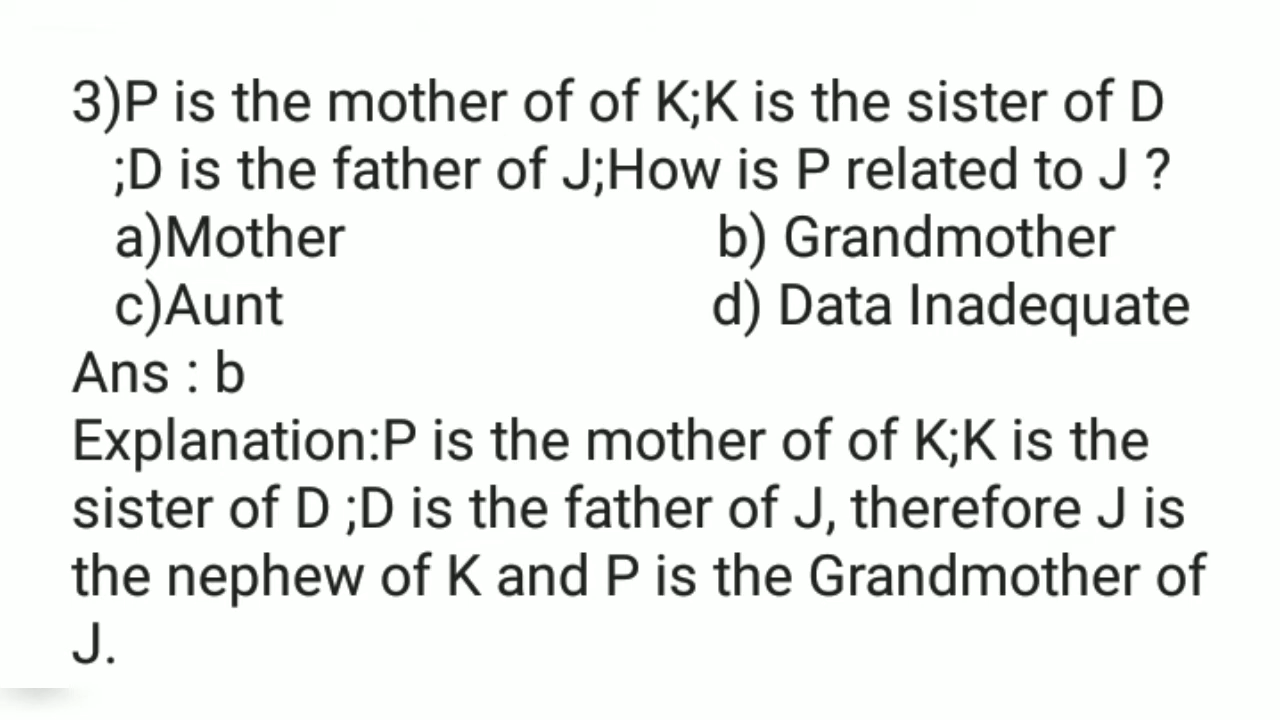 3)P is the mother of of K;K is the sister of D
;D is the father of J;How is P related to J ?
a)Mother b) Grandmother
c)Aunt d) Data Inadequate
Ans : b
Explanation:P is the mother of of K;K is the
sister of D ;D is the father of J, therefore J is
the nephew of K and P is the Grandmother of
J.